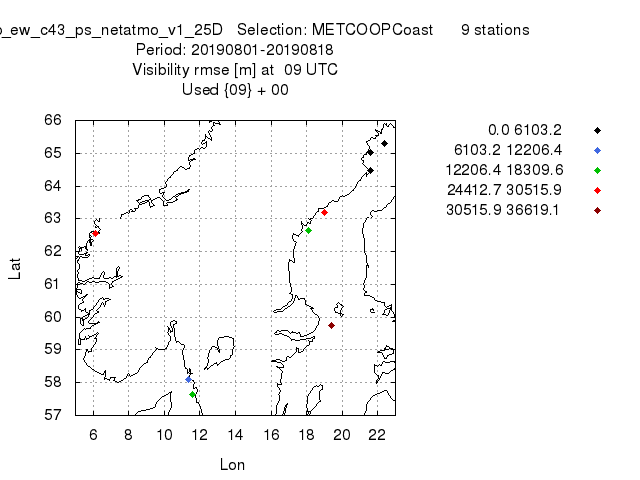 o_ew_c43_ps_netatmo_v1_25D Selection: METCOOPCoast 9 stations
Period: 20190801-20190818
Visibility rmse [m] at 09 UTC
Used {09} + 00
0.0 6103.2
6103.2 12206.4
12206.4 18309.6
24412.7 30515.9
30515.9 36619.1
66
65
64
63
62
61
60
59
58
57
Lat
6 8 10 12 14 16 18 20 22
Lon